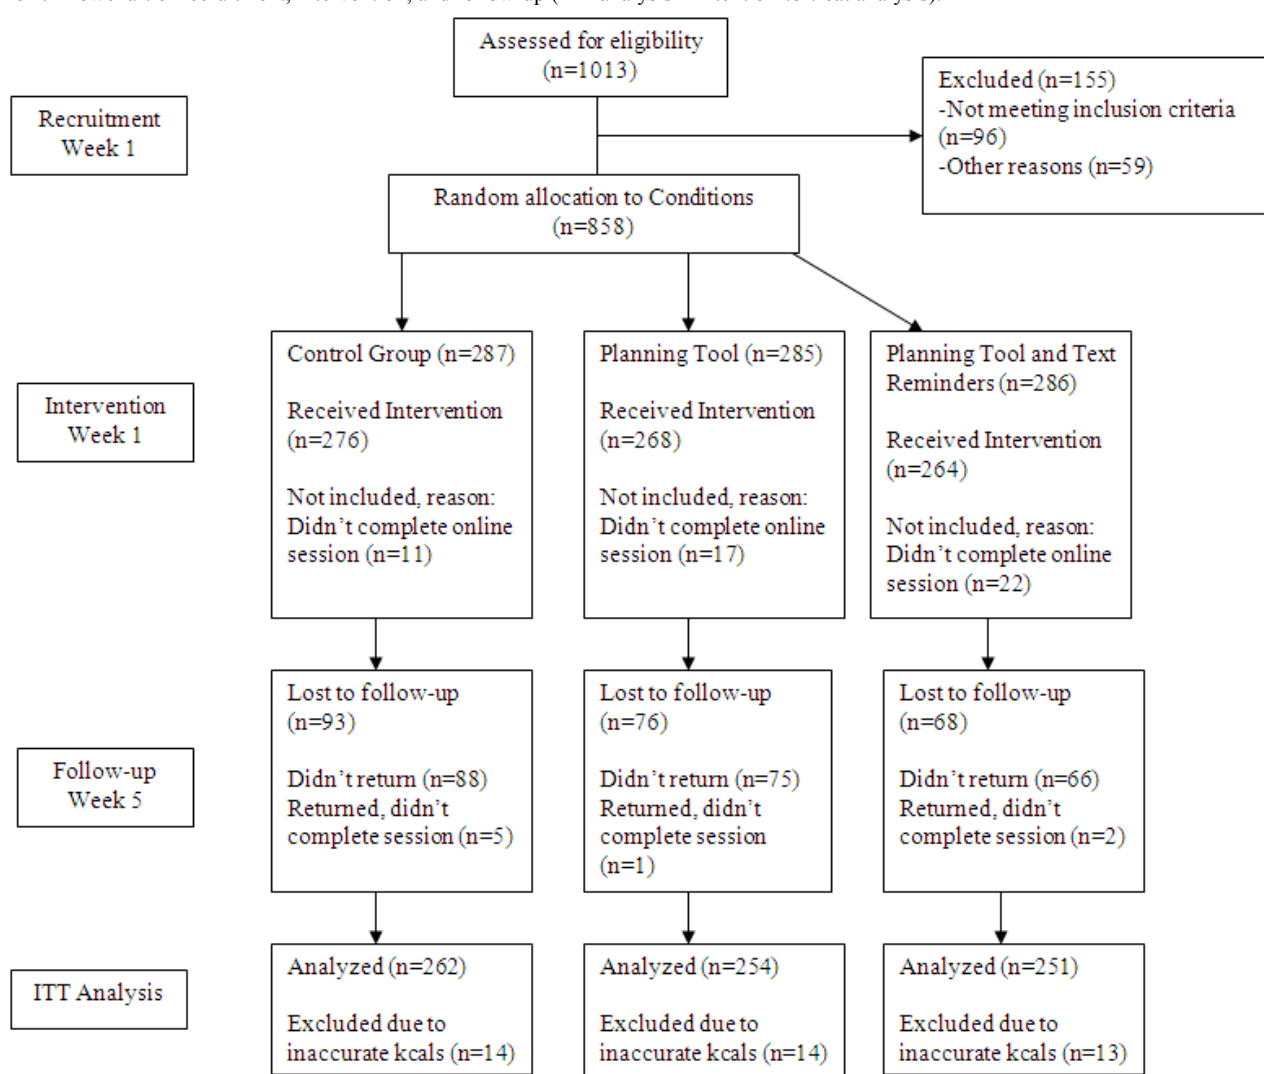 Assessed for eligibility
(n=1013)
Excluded (n=155)
-Not meeting inclusion criteria
(n=96)
-Other reasons (n=59)
Recruitment
Week 1
Random allocation to Conditions
(n=858)
Intervention
Week 1
Control Group (n=287)
Received Intervention
(n=276)
Not included, reason:
Didn’t complete online
session (n=11)
Planning Tool (n=285)
Received Intervention
(n=268)
Not included, reason:
Didn’t complete online
session (n=17)
Planning Tool and Text
Reminders (n=286)
Received Intervention
(n=264)
Not included, reason:
Didn’t complete online
session (n=22)
Follow-up
Week 5
Lost to follow-up
(n=93)
Didn’t return (n=88)
Returned, didn’t
complete session (n=5)
Lost to follow-up
(n=76)
Didn’t return (n=75)
Returned, didn’t
complete session
(n=1)
Lost to follow-up
(n=68)
Didn’t return (n=66)
Returned, didn’t
complete session (n=2)
ITT Analysis
Analyzed (n=262)
Excluded due to
inaccurate kcals (n=14)
Analyzed (n=254)
Excluded due to
inaccurate kcals (n=14)
Analyzed (n=251)
Excluded due to
inaccurate kcals (n=13)